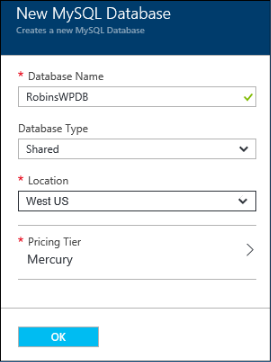 New MySQL Database
Creates a new MySQL Database
* Database Name
RobinsWPDB
Database Type
Shared
* Location
West US
* Pricing Tier
Mercury
OK